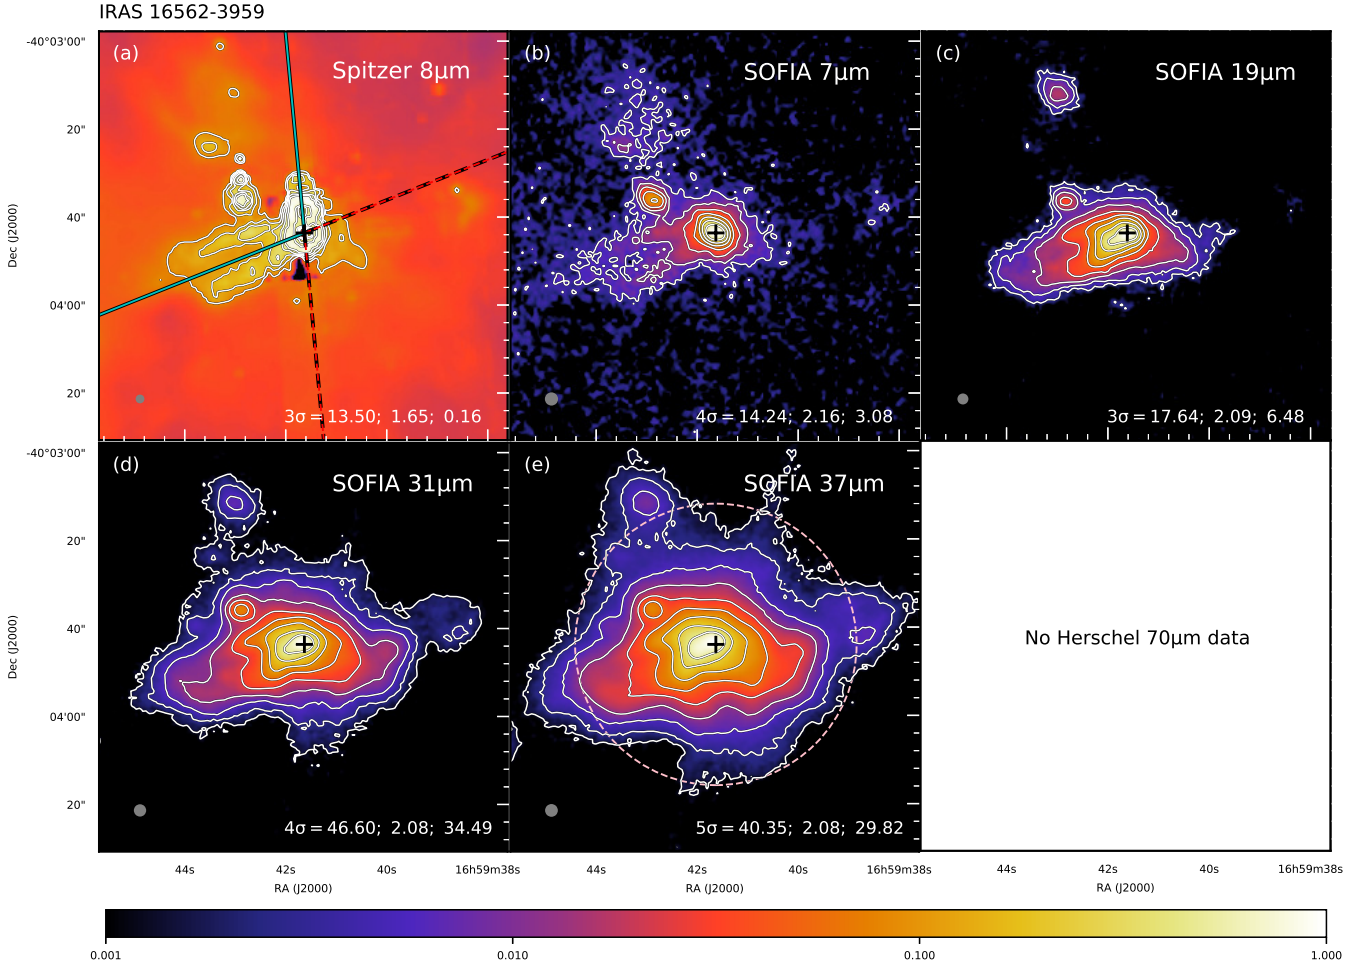 IRAS 16562-3959
(a)
Spitzer 8μm
3σ = 13.50; 1.65; 0.16
(b)
SOFIA 7μm
4σ = 14.24; 2.16; 3.08
(c)
SOFIA 19μm
3σ = 17.64; 2.09; 6.48
-40°03'00"
20"
40"
04'00"
20"
Dec (J2000)
(d)
SOFIA 31μm
4σ = 46.60; 2.08; 34.49
(e)
SOFIA 37μm
5σ = 40.35; 2.08; 29.82
No Herschel 70μm data
-40°03'00"
20"
40"
04'00"
20"
Dec (J2000)
44s 42s 40s 16h59m38s
RA (J2000)
44s 42s 40s 16h59m38s
RA (J2000)
44s 42s 40s 16h59m38s
RA (J2000)
0.001 0.010 0.100 1.000